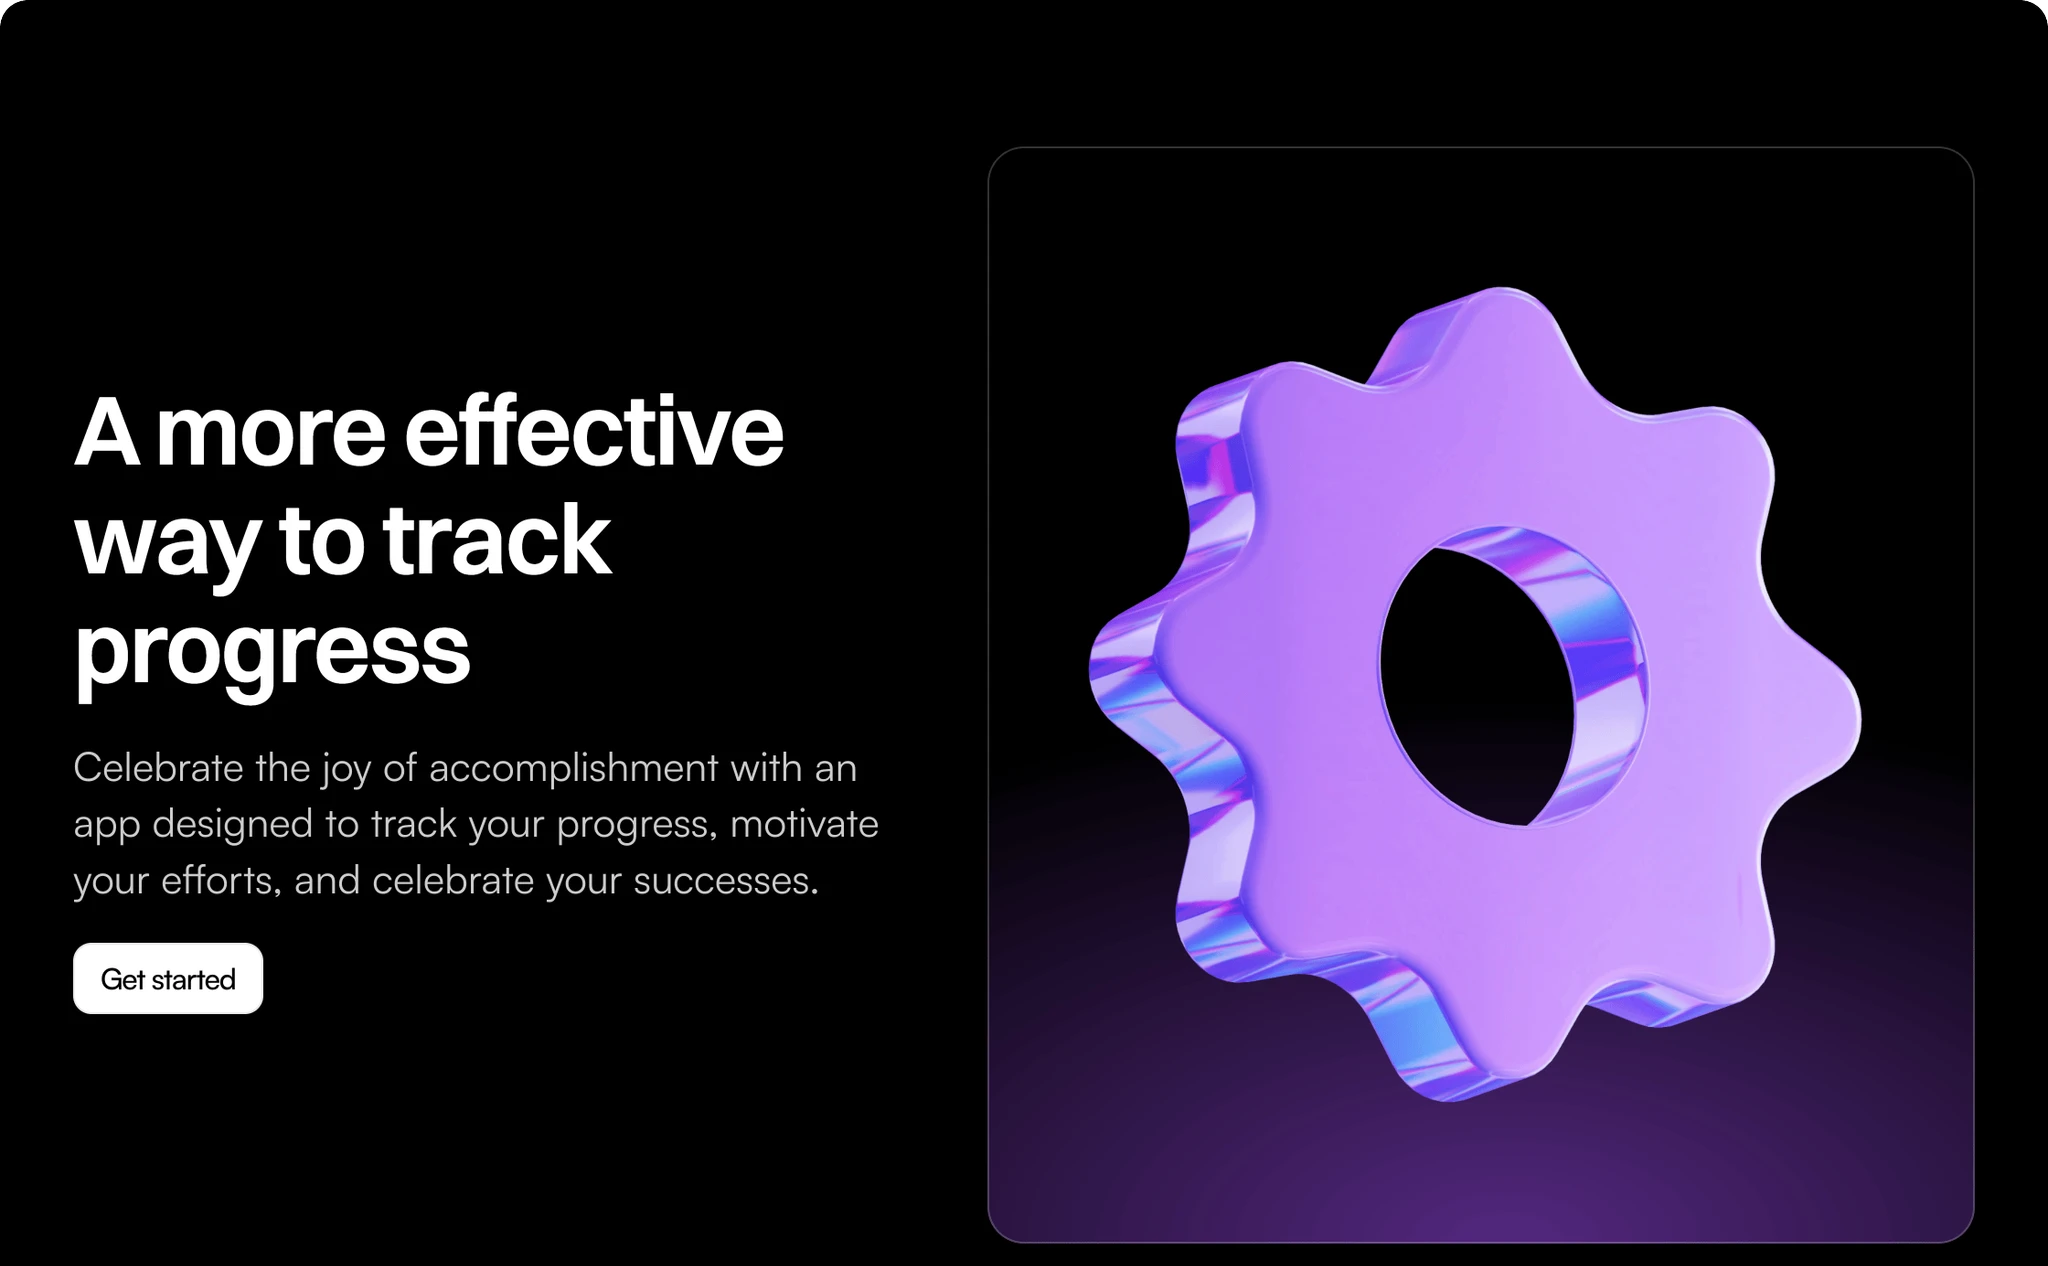 A more effective
way to track
progress
Celebrate the joy of accomplishment with an
app designed to track your progress, motivate
your efforts, and celebrate your successes.
Get started